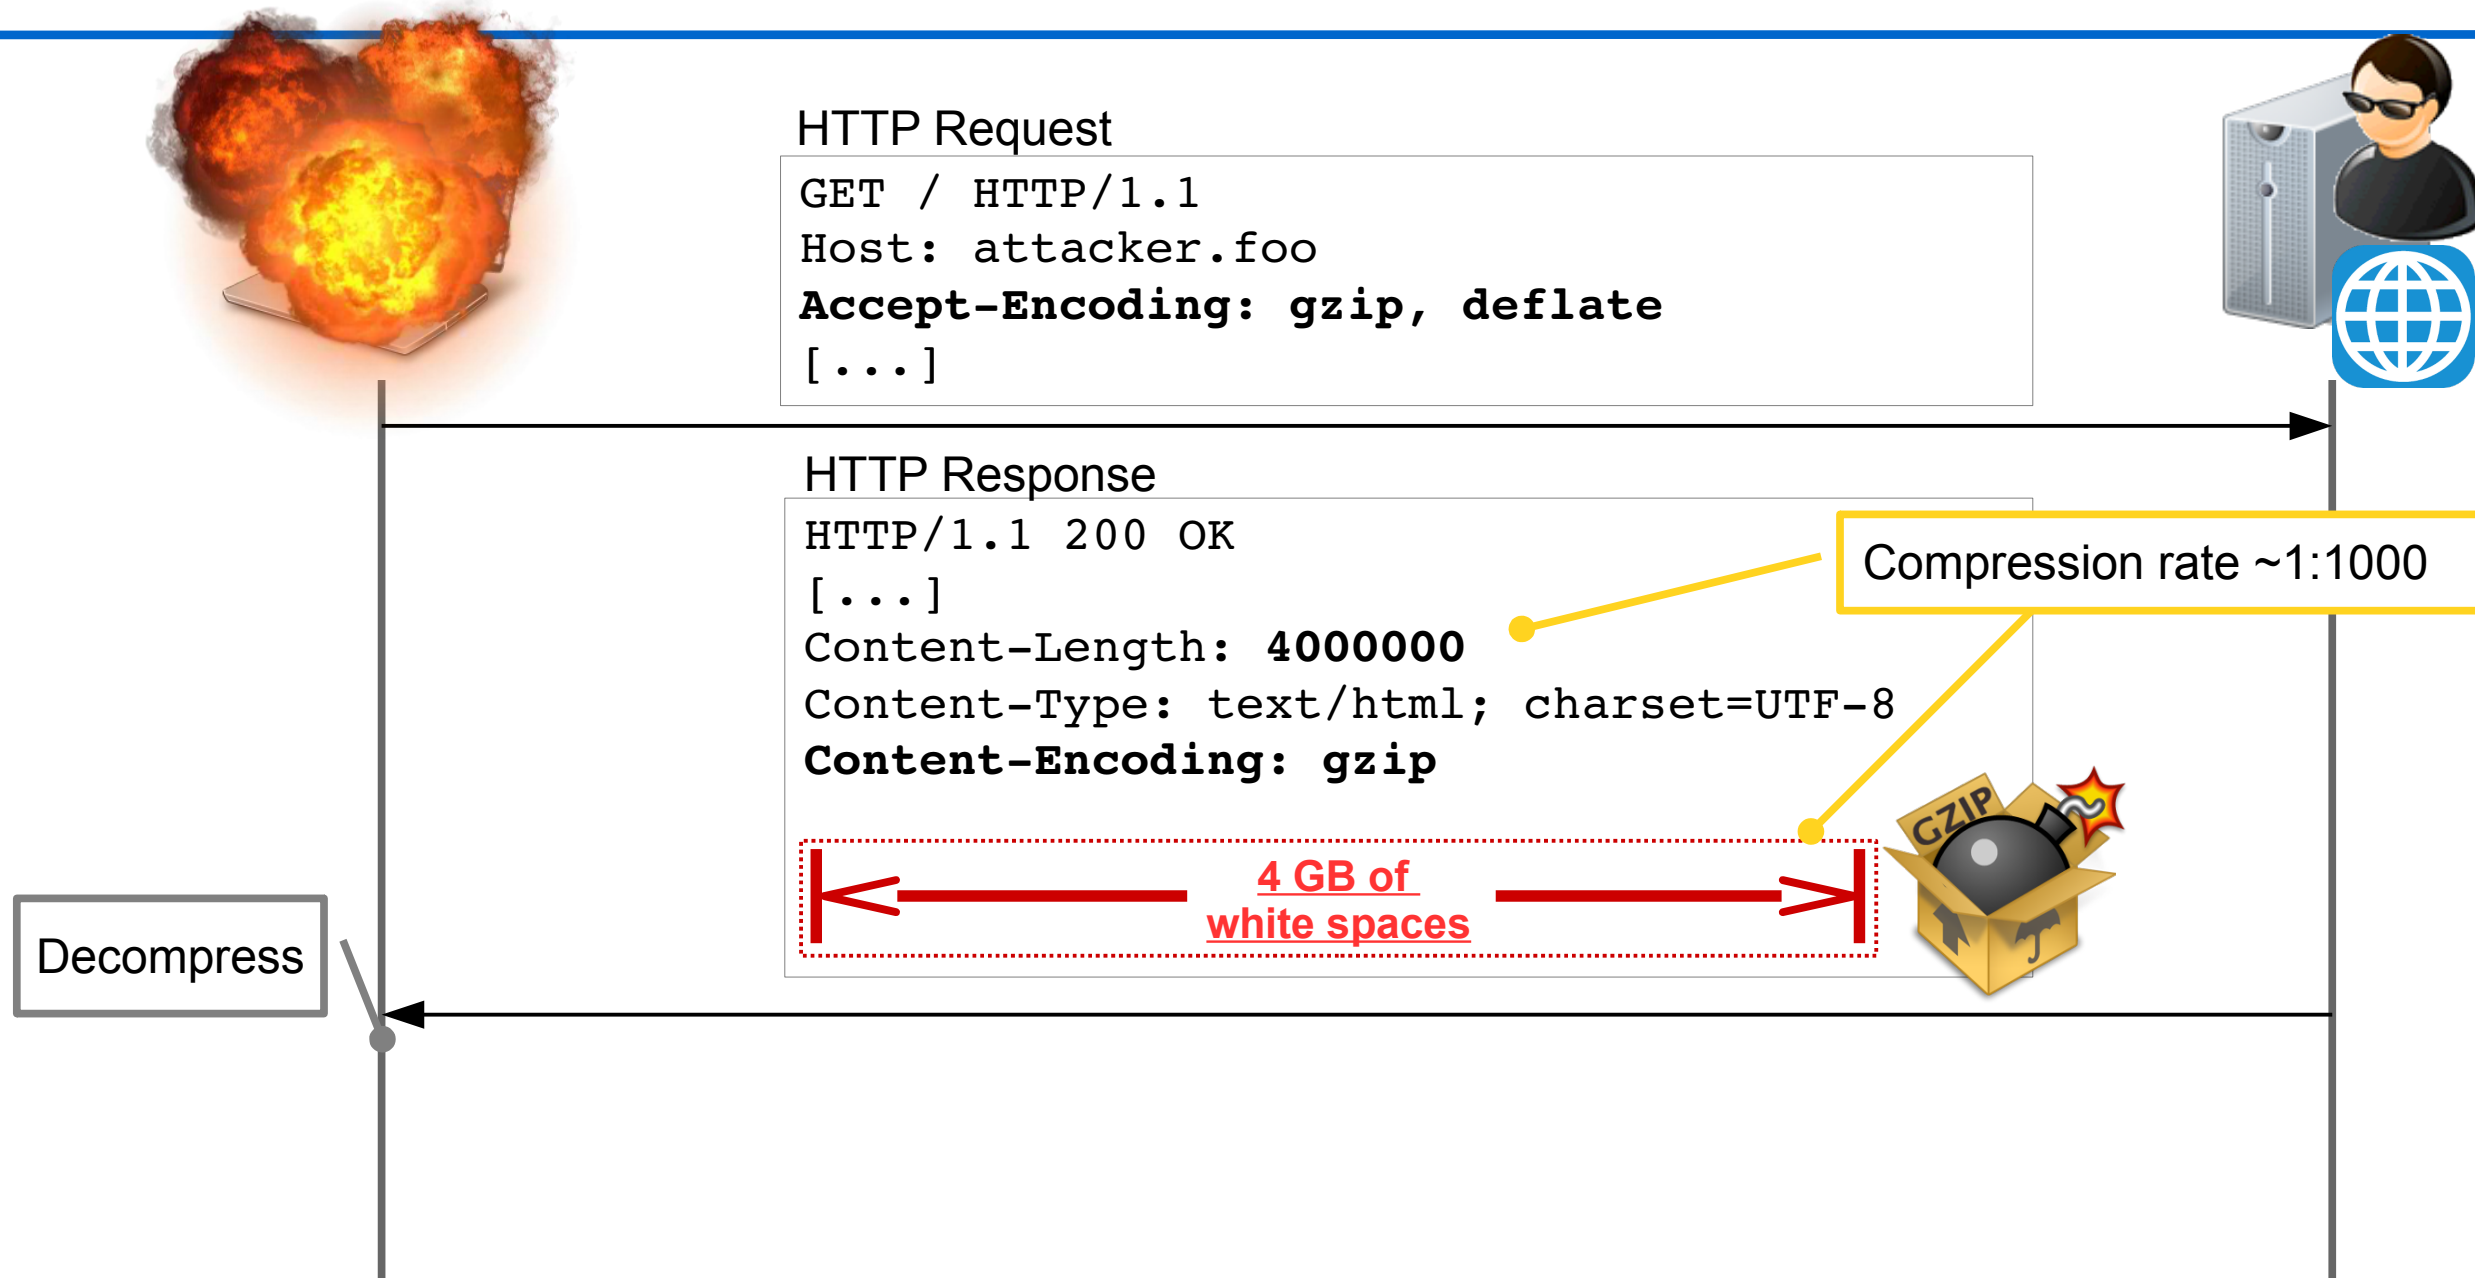 HTTP Request
GET / HTTP/1.1
Host: attacker.foo
Accept-Encoding: gzip, deflate
[...]
HTTP Response
HTTP/1.1 200 OK
[...]
Content-Length: 4000000
Content-Type: text/html; charset=UTF-8
Content-Encoding: gzip
Compression rate ~1:1000
GZIP
4 GB of
white spaces
Decompress